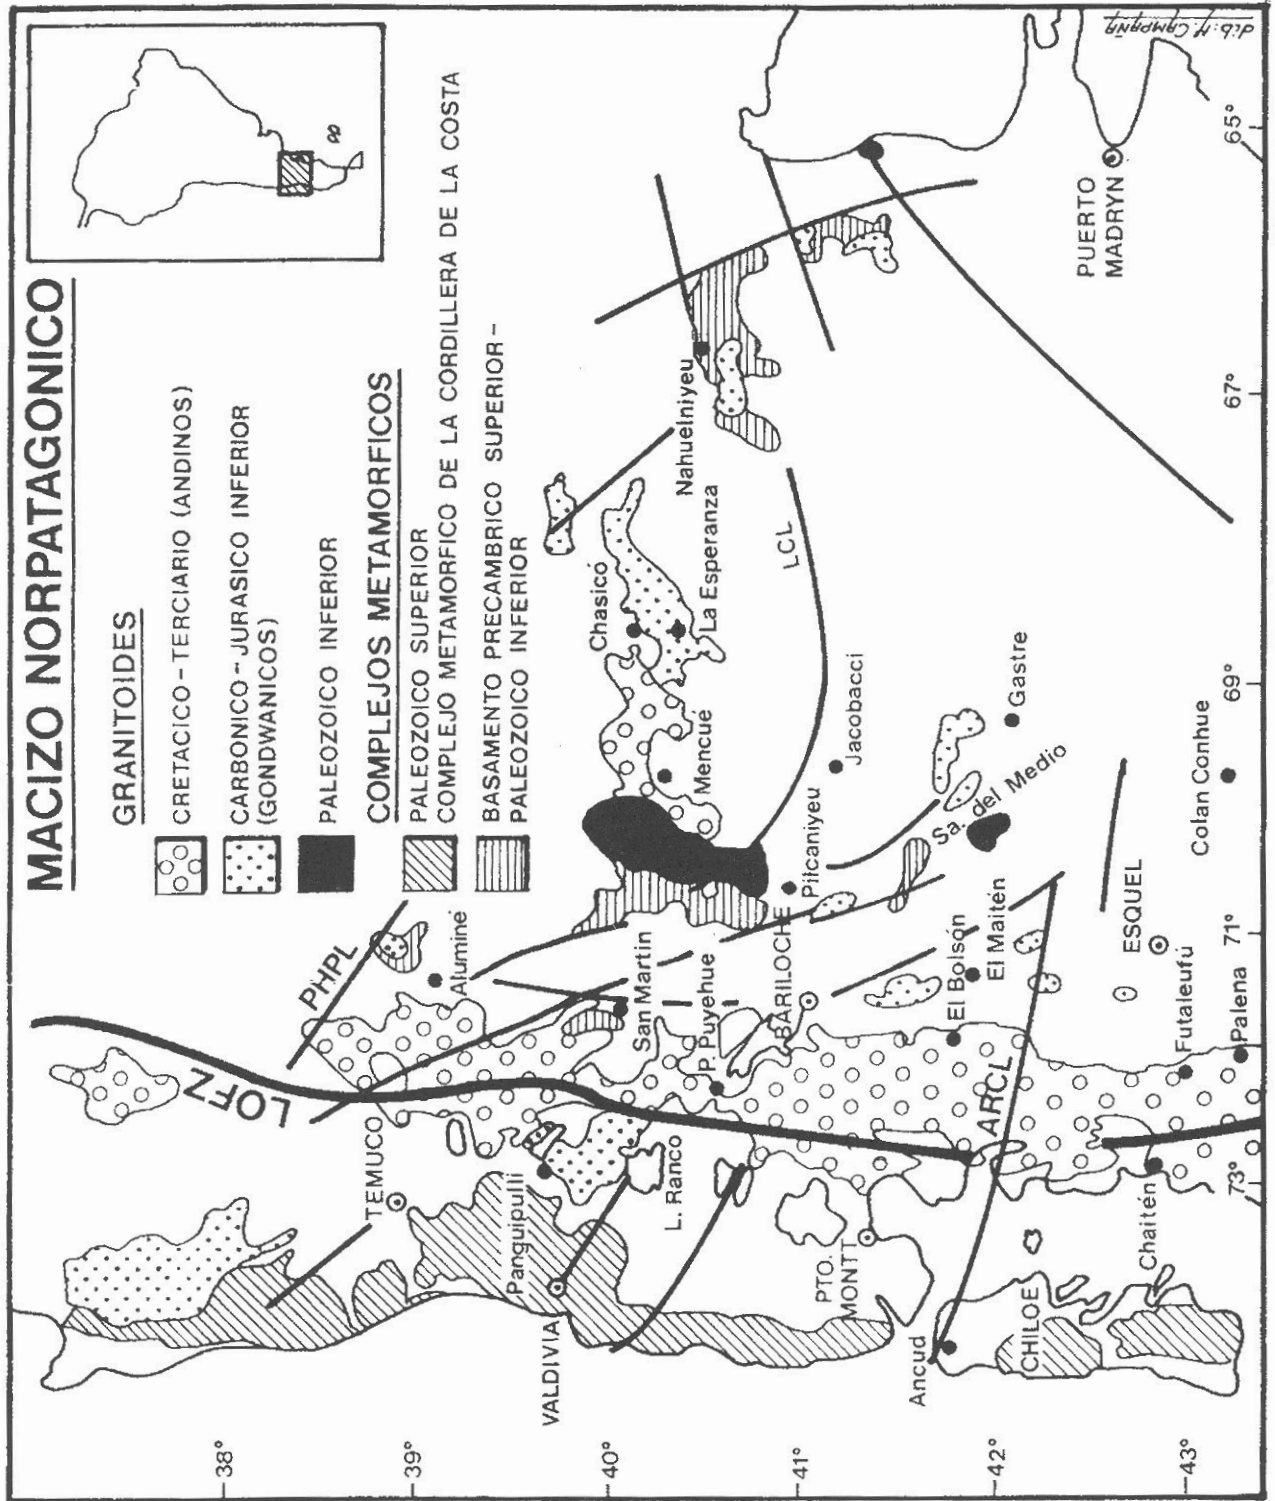 MACIZO NORPATAGONICO
GRANITOIDES
CRETACICO-TERCIARIO (ANDINOS)
CARBONICO-JURASICO INFERIOR
(GONDWANICOS)
PALEOZOICO INFERIOR
COMPLEJOS METAMORFICOS
PALEOZOICO SUPERIOR
COMPLEJO METAMORFICO DE LA CORDILLERA DE LA COSTA
BASAMENTO PRECAMBRICO SUPERIOR-
PALEOZOICO INFERIOR
38°
39°
40°
41°
42°
43°
73°
71°
69°
67°
65°
PHPL
LOFZ
Aluminé
TEMUCO
Panguipulli
VALDIVIA
L. Ranco
San Martin
P. Puyehue
BARILOCHE
PTO.
MONTT
Ancud
CHILOE
Chaitén
ARCL
El Bolsón
El Maitén
ESQUEL
Futaleufú
Palena
Colan Conhue
Sa. del Medio
Gastre
Pilcaniyeu
Jacobacci
Mencué
Chasicó
La Esperanza
LCL
Nahuelniyeu
PUERTO
MADRYN
dib: M. CAMPAÑA